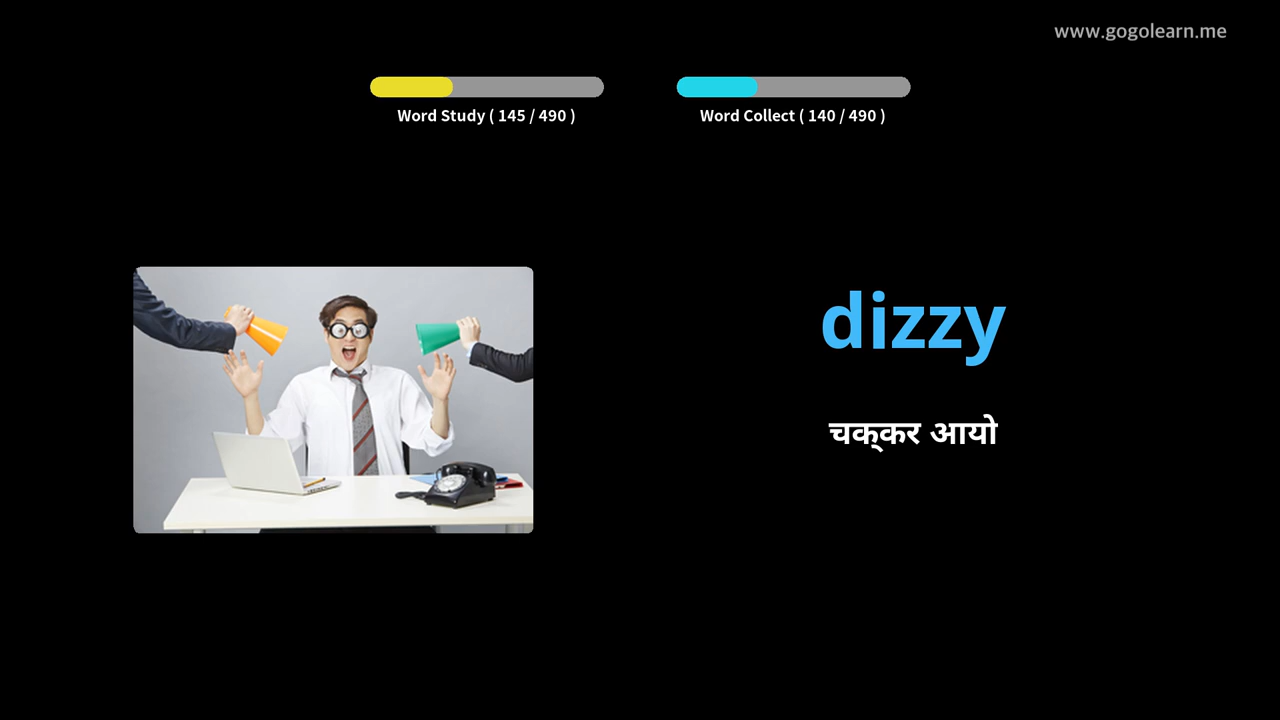 www.gogolearn.me
Word Study ( 145 / 490 )
Word Collect ( 140 / 490 )
dizzy
चक्कर आयो